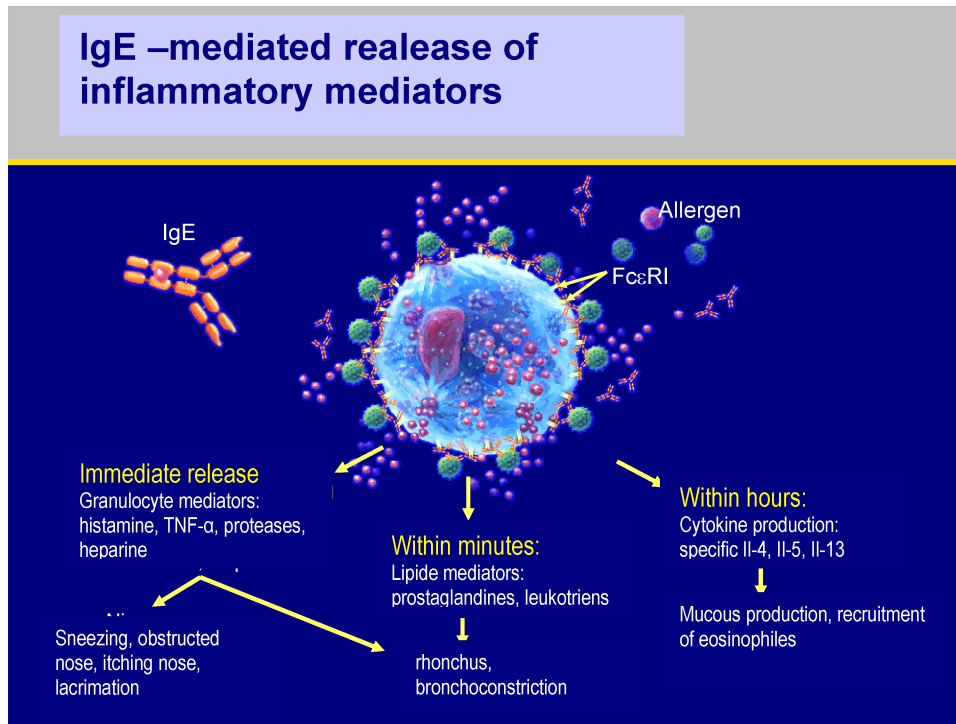 IgE –mediated realease of
inflammatory mediators
IgE
Allergen
FcεRI
Immediate release
Granulocyte mediators:
histamine, TNF-α, proteases,
heparine
Within minutes:
Lipide mediators:
prostaglandines, leukotriens
Within hours:
Cytokine production:
specific Il-4, Il-5, Il-13
Sneezing, obstructed
nose, itching nose,
lacrimation
rhonchus,
bronchoconstriction
Mucous production, recruitment
of eosinophiles